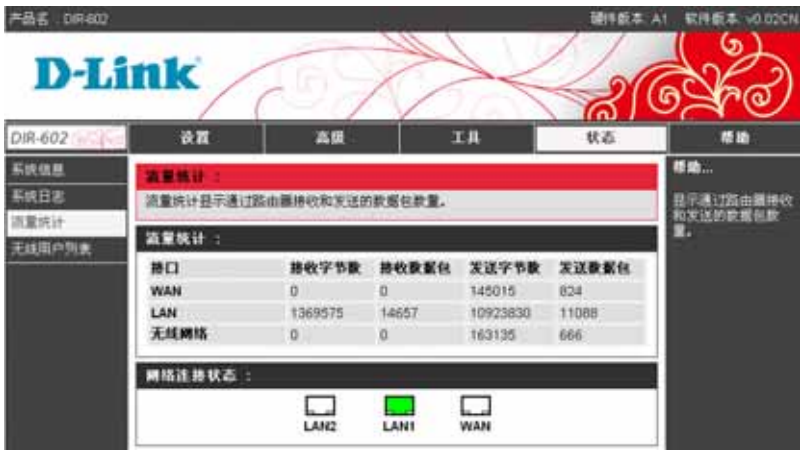 产品名 : DIR-602 硬件版本: A1 软件版本: v0.02CN
D-Link
DIR-602 设置 高级 工具 状态 帮助
系统信息
系统日志
流量统计
无线用户列表
流量统计 :
流量统计显示通过路由器接收和发送的数据包数量。
流量统计 :
接口 接收字节数 接收数据包 发送字节数 发送数据包
WAN 0 0 145015 824
LAN 1369575 14657 10923830 11088
无线网络 0 0 163135 666
网络连接状态 :
LAN2 LAN1 WAN
帮助...
显示通过路由器接收
和发送的数据包数
量。